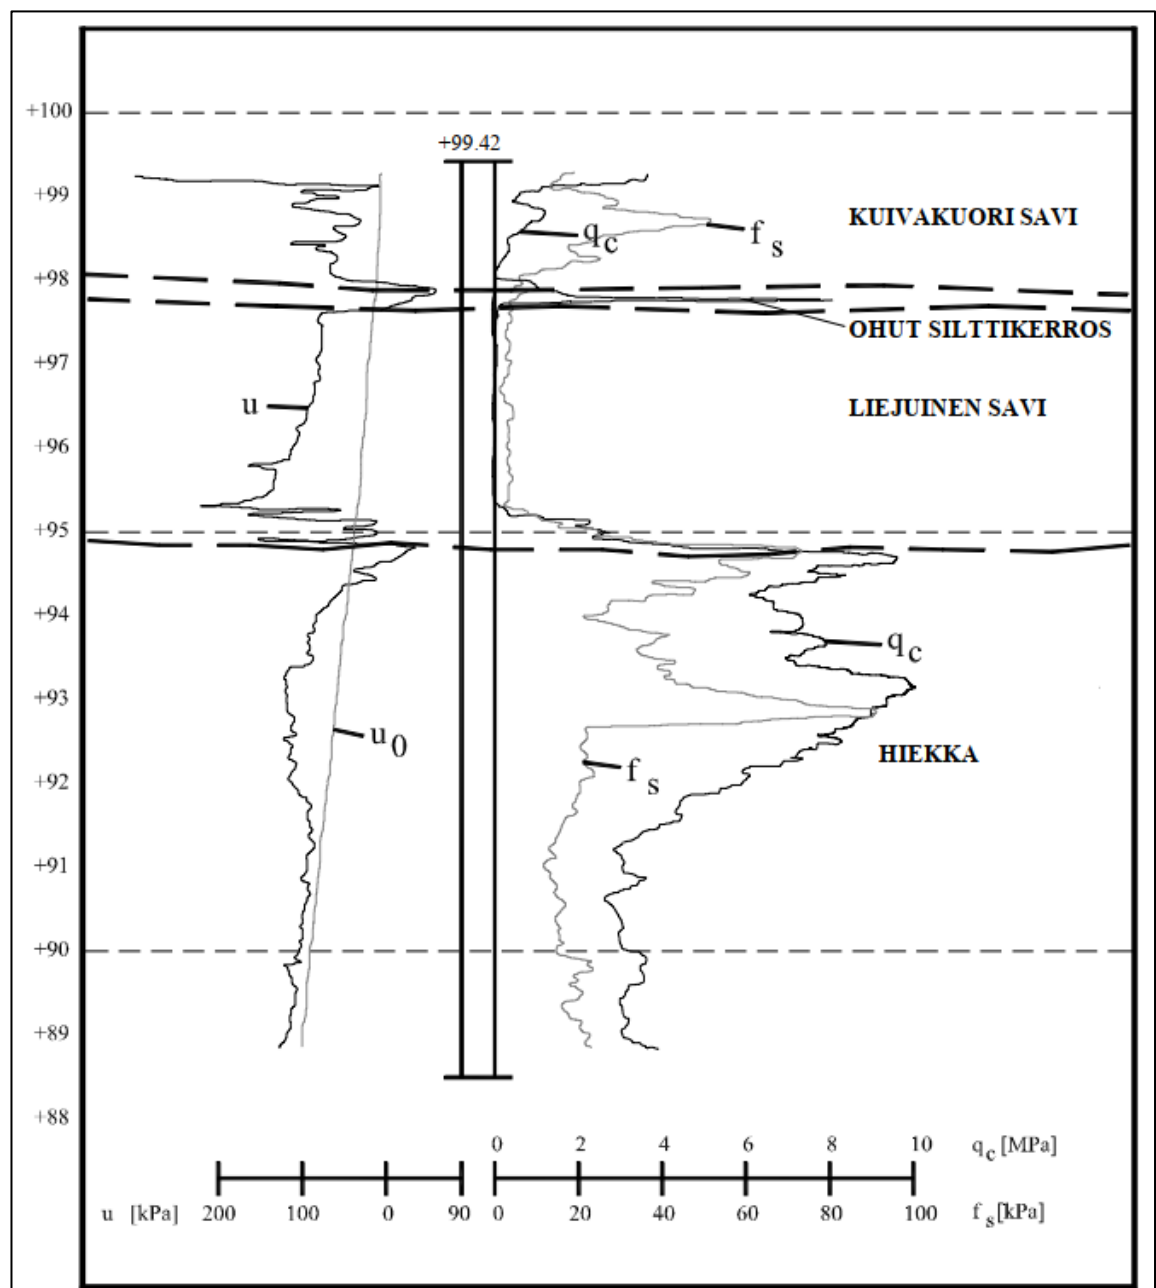 +100
+99.42
+99
KUIVAKUORI SAVI
q c
f s
+98
OHUT SILTTIKERROS
+97
u
LIEJUINEN SAVI
+96
+95
+94
q c
+93
u 0
HIEKKA
f s
+92
+91
+90
+89
+88
0 2 4 6 8 10 q c [MPa]
u [kPa] 200 100 0 90 0 20 40 60 80 100 f s [kPa]